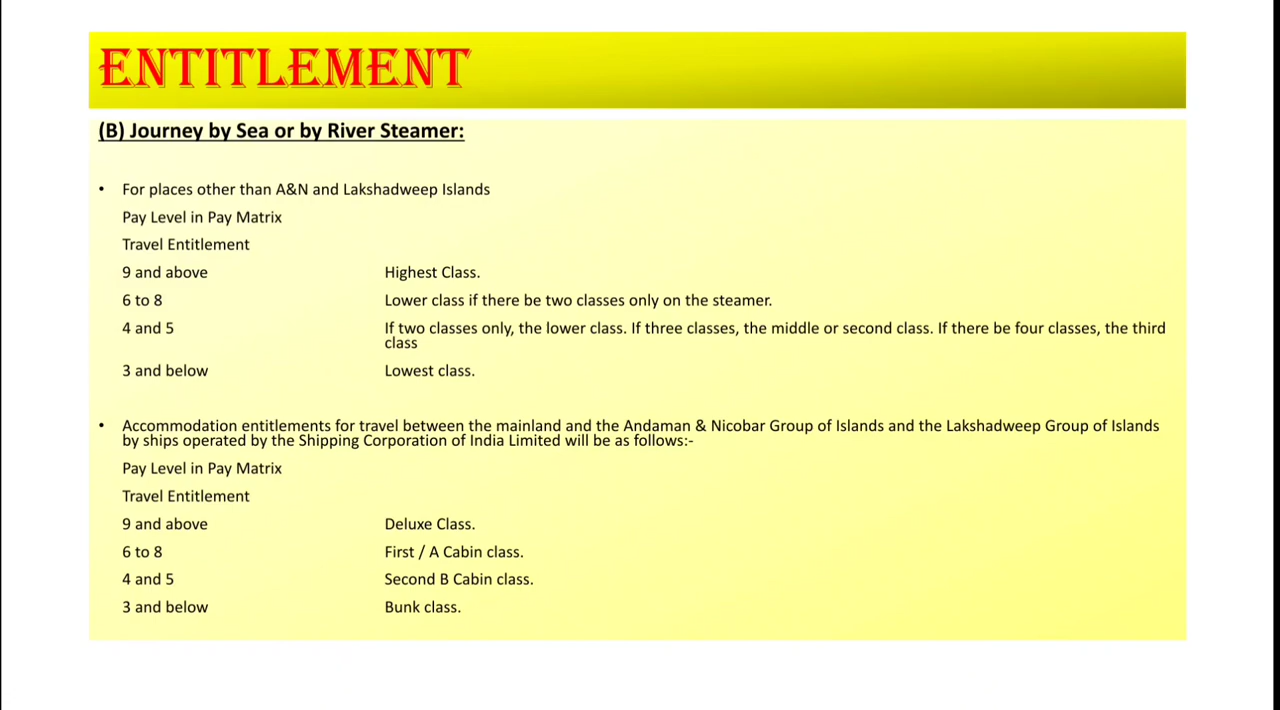 ENTITLEMENT
(B) Journey by Sea or by River Steamer:
• For places other than A&N and Lakshadweep Islands
Pay Level in Pay Matrix
Travel Entitlement
9 and above Highest Class.
6 to 8 Lower class if there be two classes only on the steamer.
4 and 5 If two classes only, the lower class. If three classes, the middle or second class. If there be four classes, the third
class
3 and below Lowest class.
• Accommodation entitlements for travel between the mainland and the Andaman & Nicobar Group of Islands and the Lakshadweep Group of Islands
by ships operated by the Shipping Corporation of India Limited will be as follows:-
Pay Level in Pay Matrix
Travel Entitlement
9 and above Deluxe Class.
6 to 8 First / A Cabin class.
4 and 5 Second B Cabin class.
3 and below Bunk class.